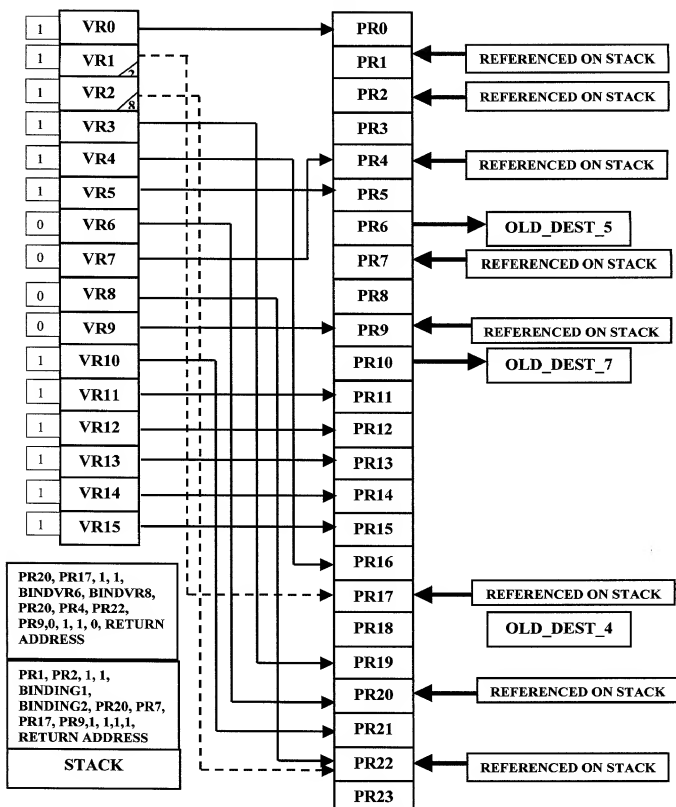 1 VR0 PR0
1 VR1 2 PR1 REFERENCED ON STACK
1 VR2 8 PR2 REFERENCED ON STACK
1 VR3 PR3
1 VR4 PR4 REFERENCED ON STACK
1 VR5 PR5
0 VR6 PR6 OLD_DEST_5
0 VR7 PR7 REFERENCED ON STACK
0 VR8 PR8
0 VR9 PR9 REFERENCED ON STACK
1 VR10 PR10 OLD_DEST_7
1 VR11 PR11
1 VR12 PR12
1 VR13 PR13
1 VR14 PR14
1 VR15 PR15
PR16
PR17 REFERENCED ON STACK
PR18 OLD_DEST_4
PR19
PR20 REFERENCED ON STACK
PR21
PR22 REFERENCED ON STACK
PR23
PR20, PR17, 1, 1,
BINDVR6, BINDVR8,
PR20, PR4, PR22,
PR9,0, 1, 1, 0, RETURN
ADDRESS
PR1, PR2, 1, 1,
BINDING1,
BINDING2, PR20, PR7,
PR17, PR9,1, 1,1,1,
RETURN ADDRESS
STACK